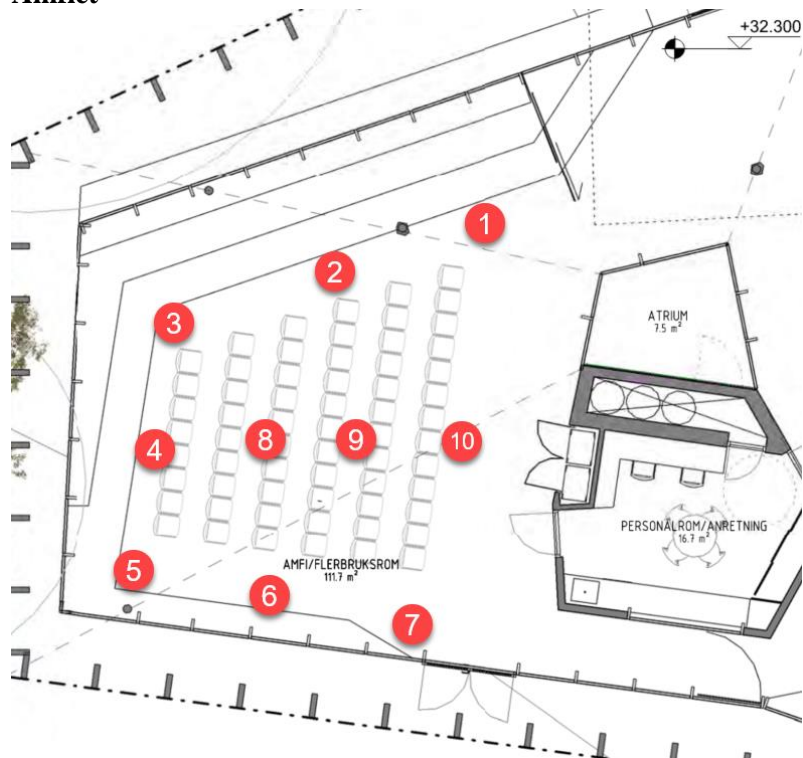 Amfiet
+32.300
1
2
3
ATRIUM
7.5 m²
4
8
9
10
PERSONALROM/ANRETNING
16.7 m²
AMFI/FLERBRUKSROM
111.7 m²
5
6
7